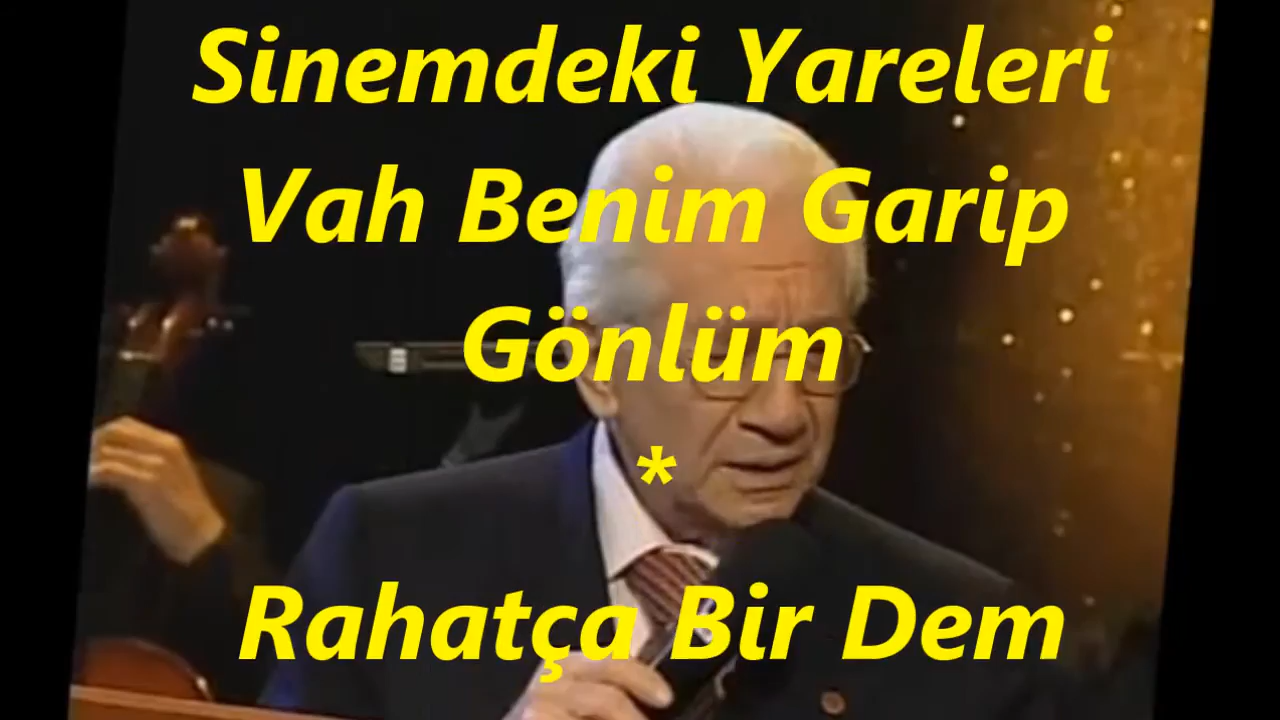 Sinemdeki Yareleri
Vah Benim Garip
Gönlüm
*
Rahatça Bir Dem